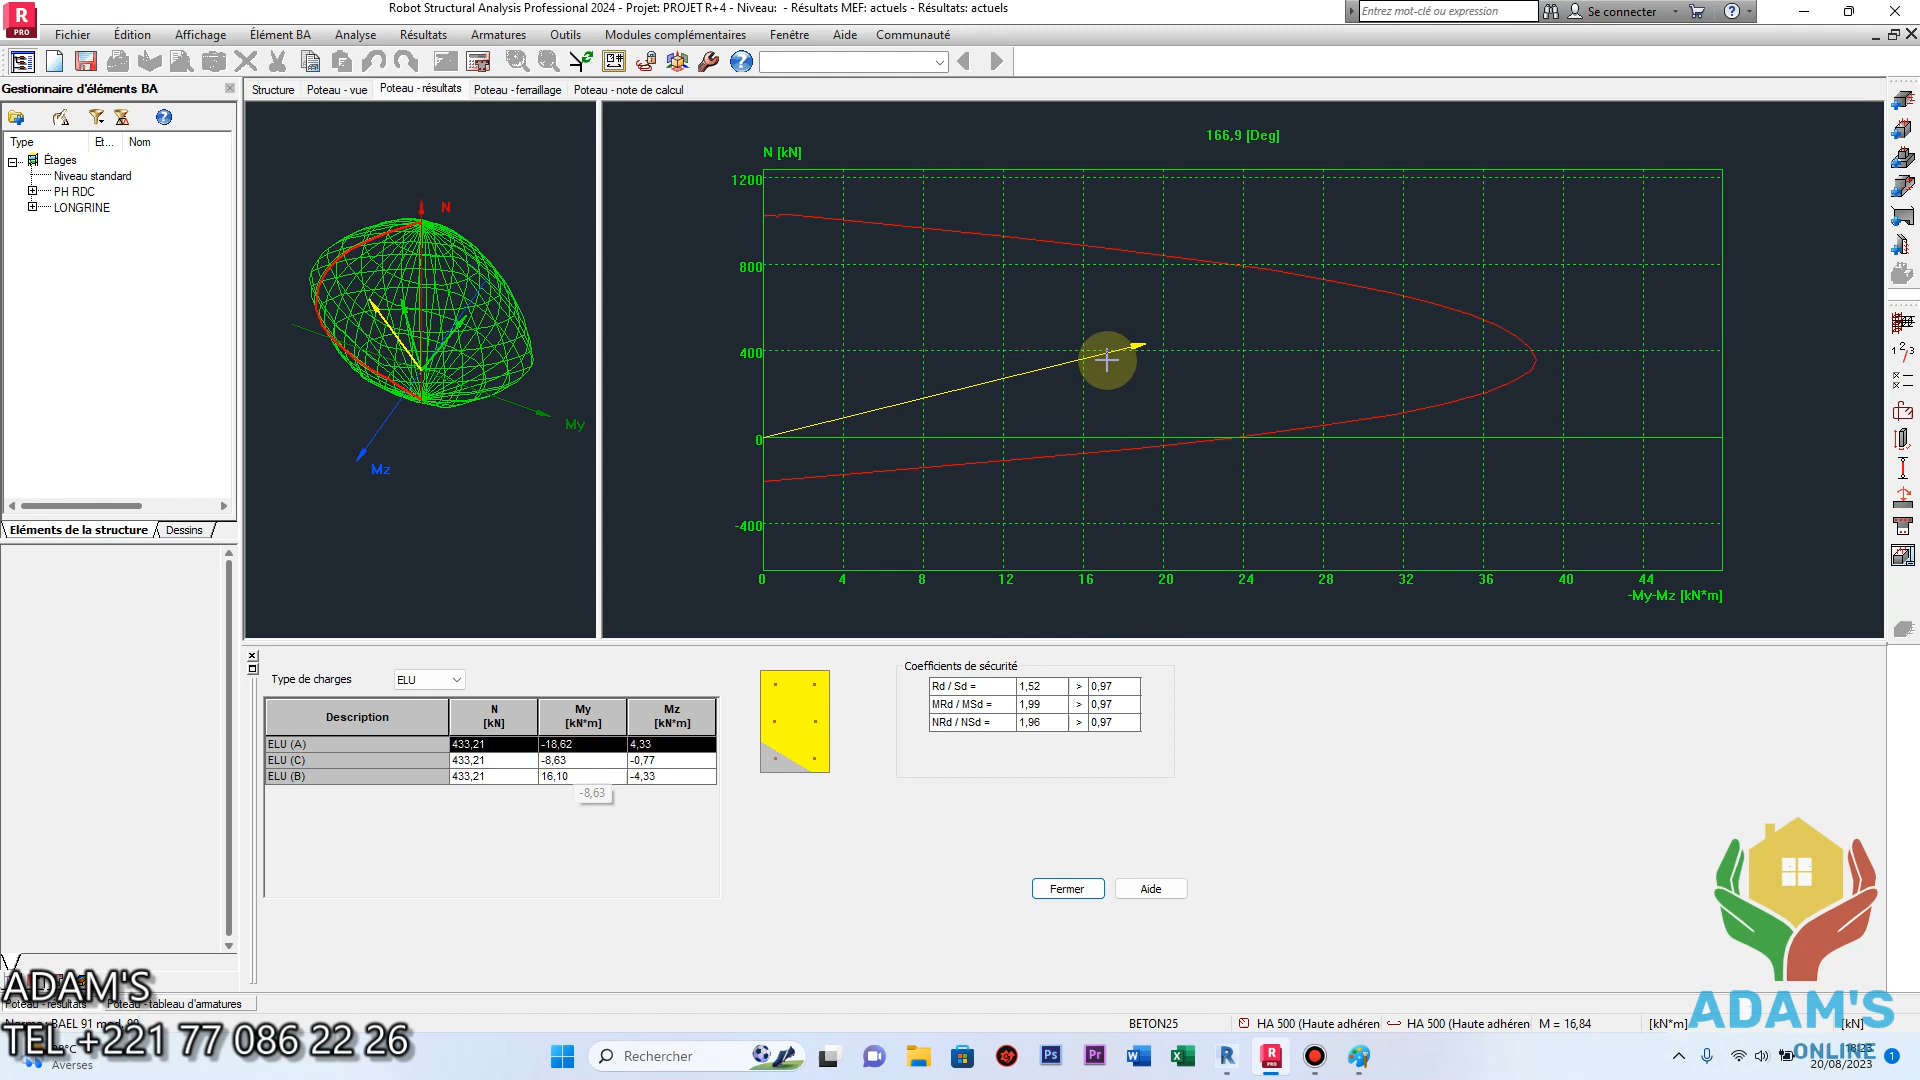 Robot Structural Analysis Professional 2024 - Projet: PROJET R+4 - Niveau:  - Résultats MEF: actuels - Résultats: actuels
Entrez mot-clé ou expression
Se connecter
R
PRO
Fichier Édition Affichage Élément BA Analyse Résultats Armatures Outils Modules complémentaires Fenêtre Aide Communauté
Gestionnaire d'éléments BA
Structure Poteau - vue Poteau - résultats Poteau - ferraillage Poteau - note de calcul
Type Et... Nom
Étages
Niveau standard
PH RDC
LONGRINE
Eléments de la structure Dessins
N
My
Mz
166,9 [Deg]
N [kN]
1200
800
400
0
-400
0 4 8 12 16 20 24 28 32 36 40 44
-My-Mz [kN*m]
Type de charges ELU
Description N [kN] My [kN*m] Mz [kN*m]
ELU (A) 433,21 -18,62 4,33
ELU (C) 433,21 -8,63 -0,77
ELU (B) 433,21 16,10 -4,33
-8,63
Coefficients de sécurité
Rd / Sd = 1,52 > 0,97
MRd / MSd = 1,99 > 0,97
NRd / NSd = 1,96 > 0,97
Fermer Aide
ADAM'S
Poteau - résultats Poteau - tableau d'armatures
BAEL 91 mod. 99
TEL +221 77 086 22 26
BETON25 HA 500 (Haute adhéren HA 500 (Haute adhéren M = 16,84 [kN*m] [kN]
ADAM'S
ONLINE
Averses
Rechercher
20/08/2023